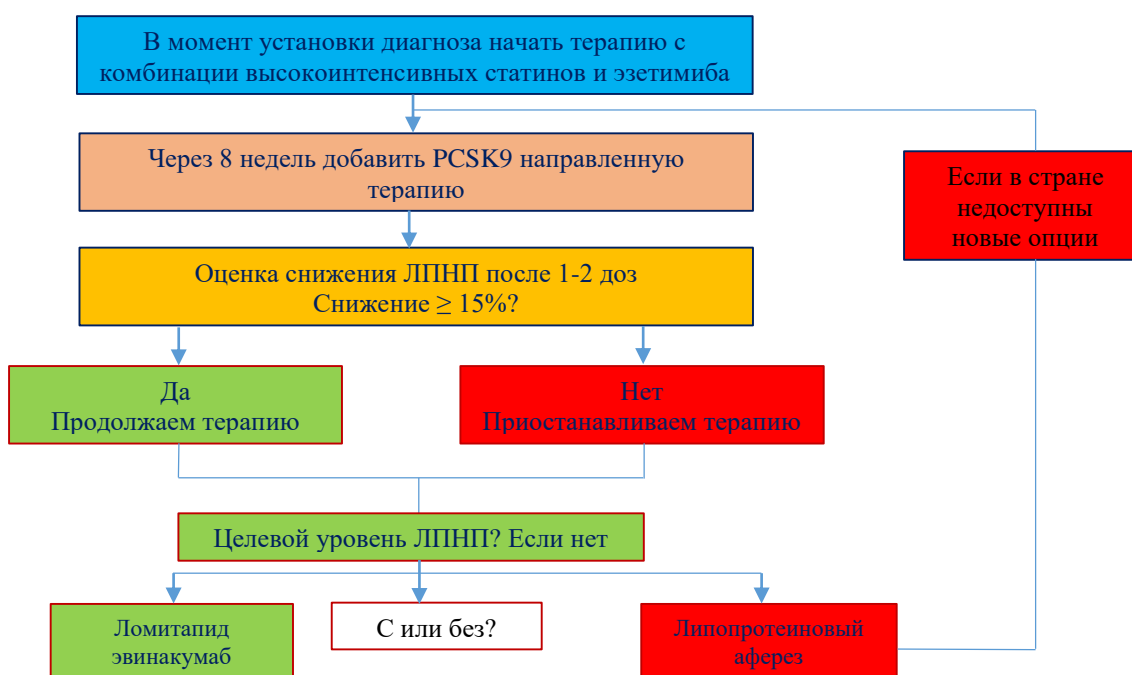 В момент установки диагноза начать терапию с
комбинации высокоинтенсивных статинов и эзетимиба
Через 8 недель добавить PCSK9 направленную
терапию
Если в стране
недоступны
новые опции
Оценка снижения ЛПНП после 1-2 доз
Снижение ≥ 15%?
Да
Продолжаем терапию
Нет
Приостанавливаем терапию
Целевой уровень ЛПНП? Если нет
Ломитапид
эвинакумаб
С или без?
Липопротеиновый
аферез